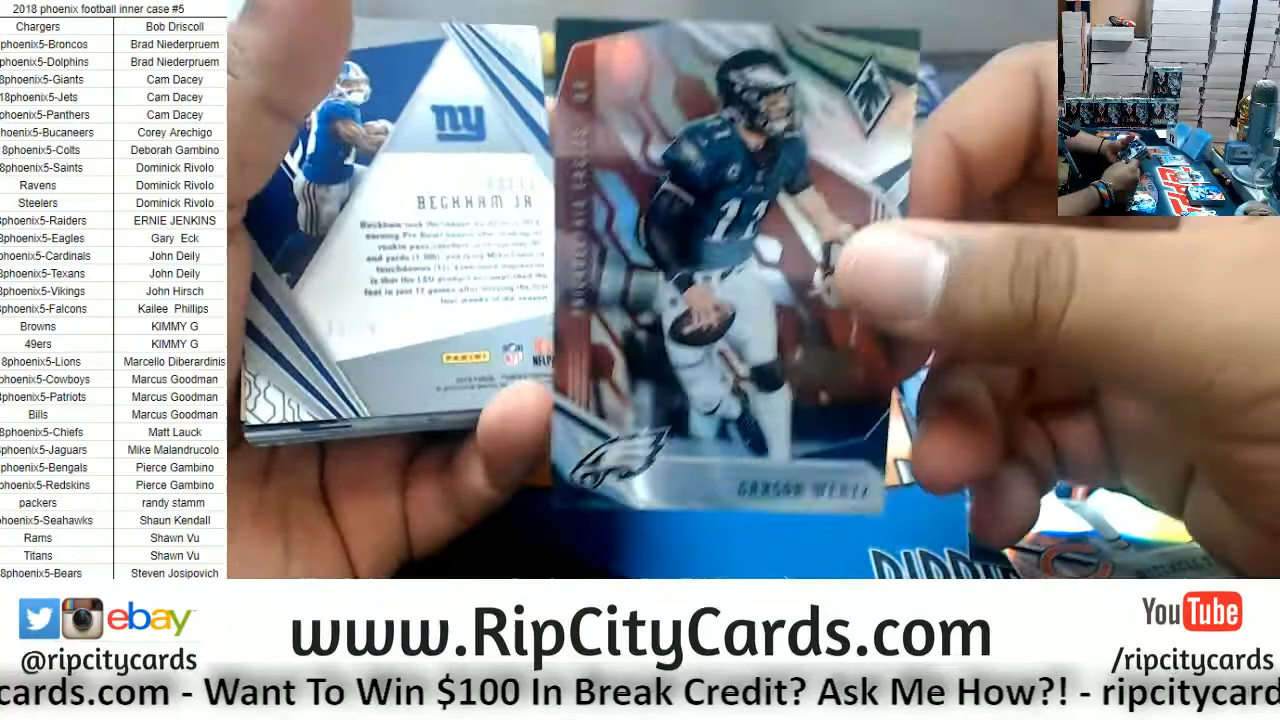 2018 phoenix football inner case #5
Chargers Bob Driscoll
phoenix5-Broncos Brad Niederpruem
phoenix5-Dolphins Brad Niederpruem
8phoenix5-Giants Cam Dacey
18phoenix5-Jets Cam Dacey
phoenix5-Panthers Cam Dacey
phoenix5-Bucaneers Corey Arechigo
8phoenix5-Colts Deborah Gambino
phoenix5-Saints Dominick Rivolo
Ravens Dominick Rivolo
Steelers Dominick Rivolo
phoenix5-Raiders ERNIE JENKINS
phoenix5-Eagles Gary Eck
phoenix5-Cardinals John Deily
phoenix5-Texans John Deily
phoenix5-Vikings John Hirsch
phoenix5-Falcons Kailee Phillips
Browns KIMMY G
49ers KIMMY G
8phoenix5-Lions Marcello Diberardinis
phoenix5-Cowboys Marcus Goodman
phoenix5-Patriots Marcus Goodman
Bills Marcus Goodman
8phoenix5-Chiefs Matt Lauck
phoenix5-Jaguars Mike Malandrucolo
phoenix5-Bengals Pierce Gambino
phoenix5-Redskins Pierce Gambino
packers randy stamm
phoenix5-Seahawks Shaun Kendall
Rams Shawn Vu
Titans Shawn Vu
8phoenix5-Bears Steven Josipovich
ny
BECKHAM JR
PANINI
NFL
11
CARSON WENTZ
ebay
@ripcitycards
www.RipCityCards.com
YouTube
/ripcitycards
cards.com - Want To Win $100 In Break Credit? Ask Me How?! - ripcitycard